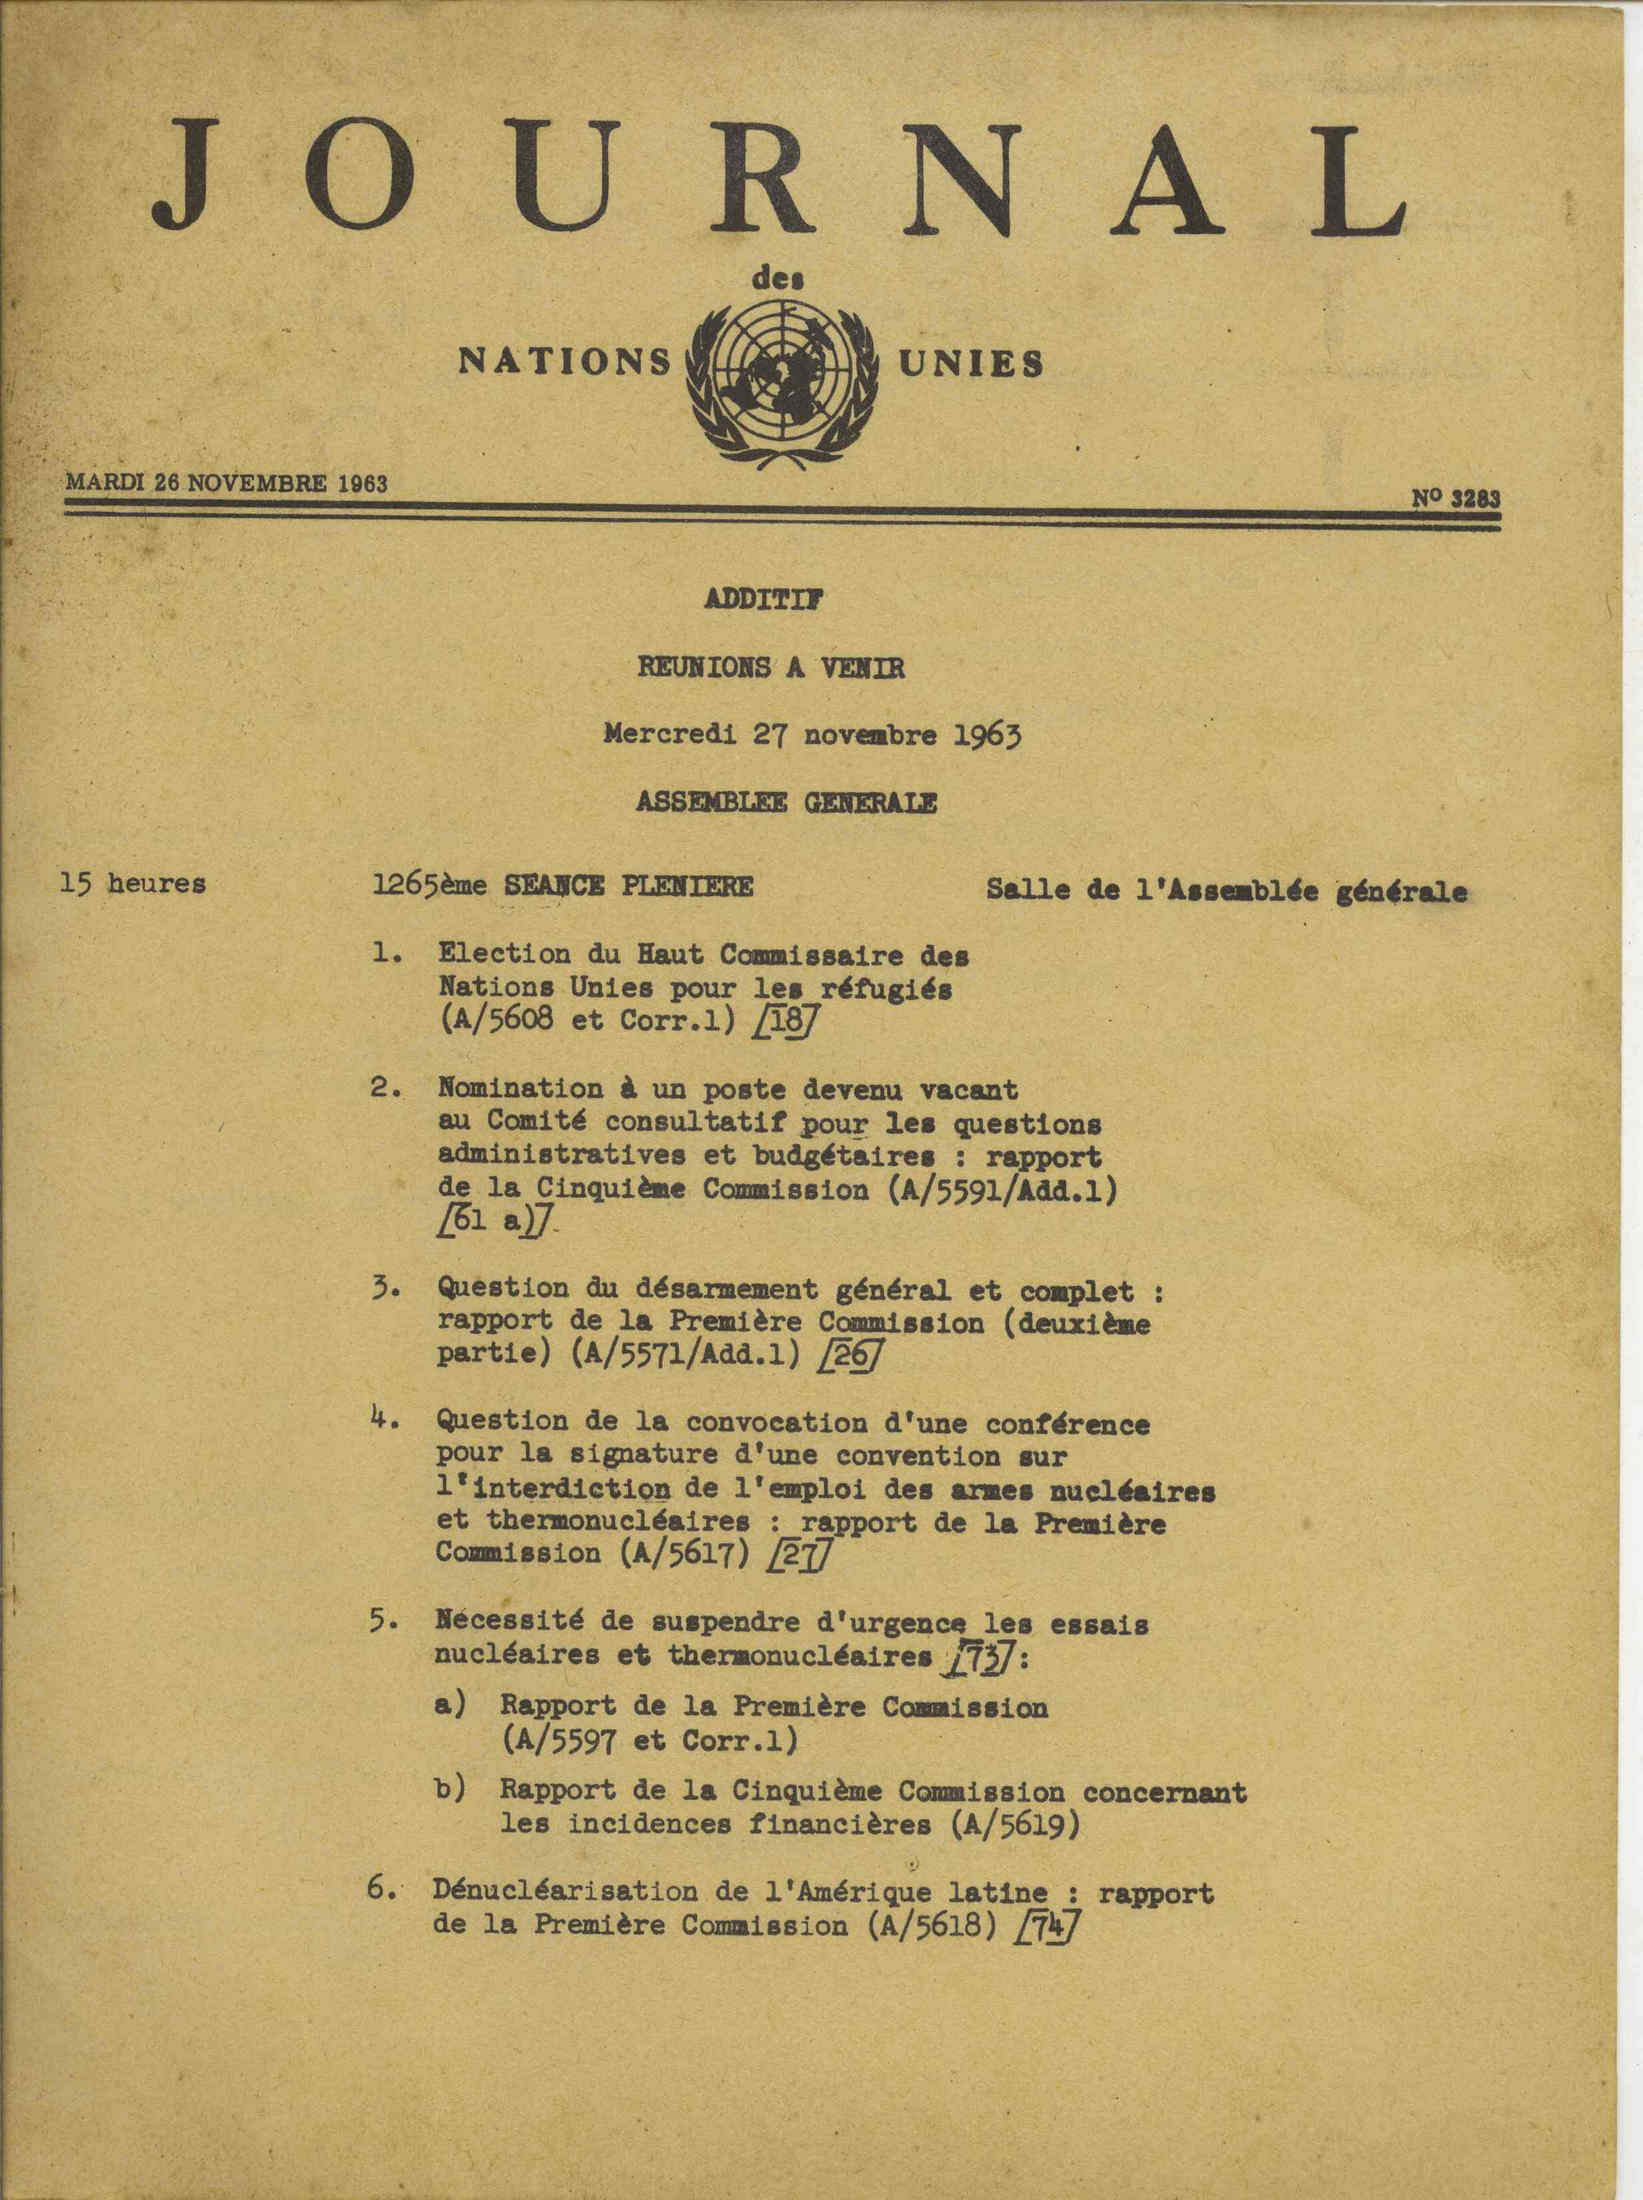 JOURNAL
des
NATIONS UNIES
MARDI 26 NOVEMBRE 1963
Nº 3283
ADDITIF
REUNIONS A VENIR
Mercredi 27 novembre 1963
ASSEMBLEE GENERALE
15 heures 1265ème SEANCE PLENIERE Salle de l'Assemblée générale
1. Election du Haut Commissaire des
Nations Unies pour les réfugiés
(A/5608 et Corr.1) [18]
2. Nomination à un poste devenu vacant
au Comité consultatif pour les questions
administratives et budgétaires : rapport
de la Cinquième Commission (A/5591/Add.1)
[61 a)]
3. Question du désarmement général et complet :
rapport de la Première Commission (deuxième
partie) (A/5571/Add.1) [26]
4. Question de la convocation d'une conférence
pour la signature d'une convention sur
l'interdiction de l'emploi des armes nucléaires
et thermonucléaires : rapport de la Première
Commission (A/5617) [27]
5. Nécessité de suspendre d'urgence les essais
nucléaires et thermonucléaires [73]:
a) Rapport de la Première Commission
(A/5597 et Corr.1)
b) Rapport de la Cinquième Commission concernant
les incidences financières (A/5619)
6. Dénucléarisation de l'Amérique latine : rapport
de la Première Commission (A/5618) [74]